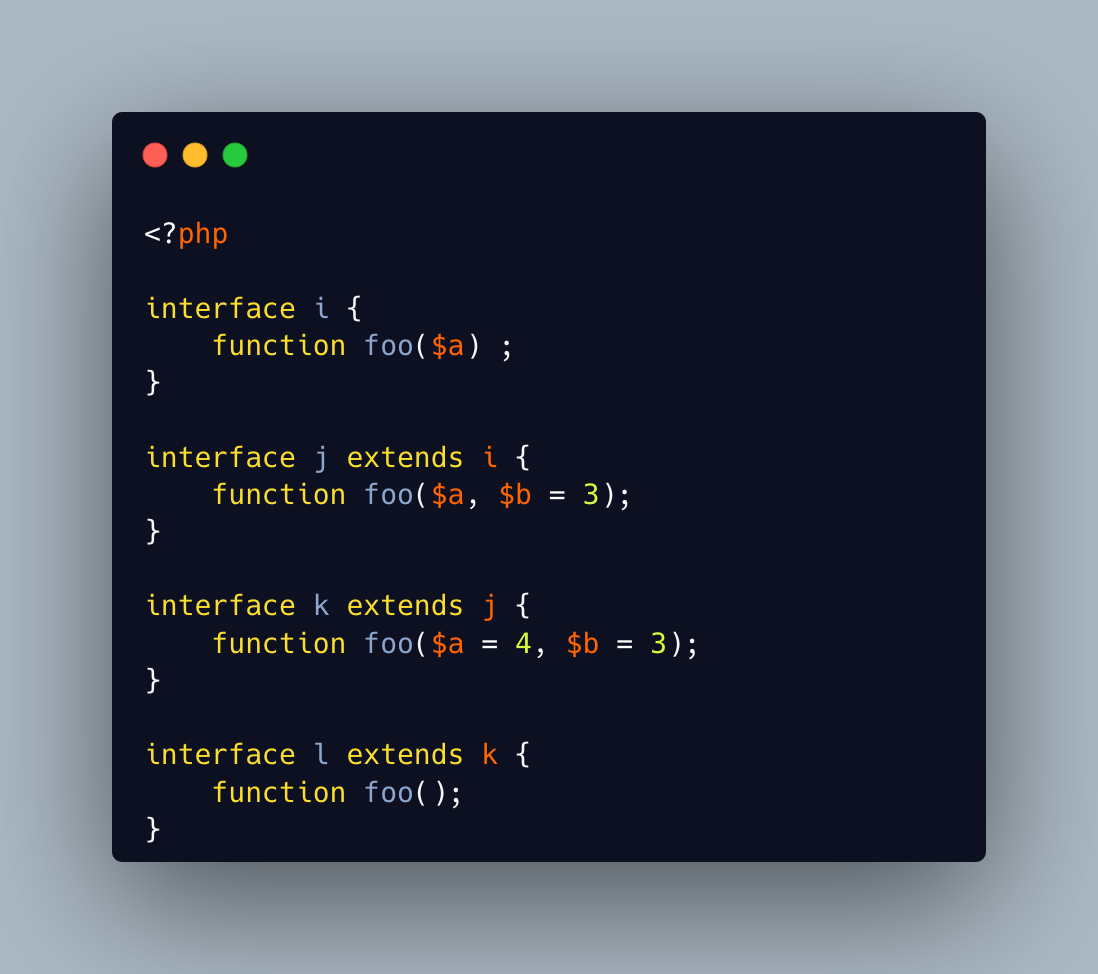 <?php
interface i {
    function foo($a) ;
}
interface j extends i {
    function foo($a, $b = 3);
}
interface k extends j {
    function foo($a = 4, $b = 3);
}
interface l extends k {
    function foo();
}